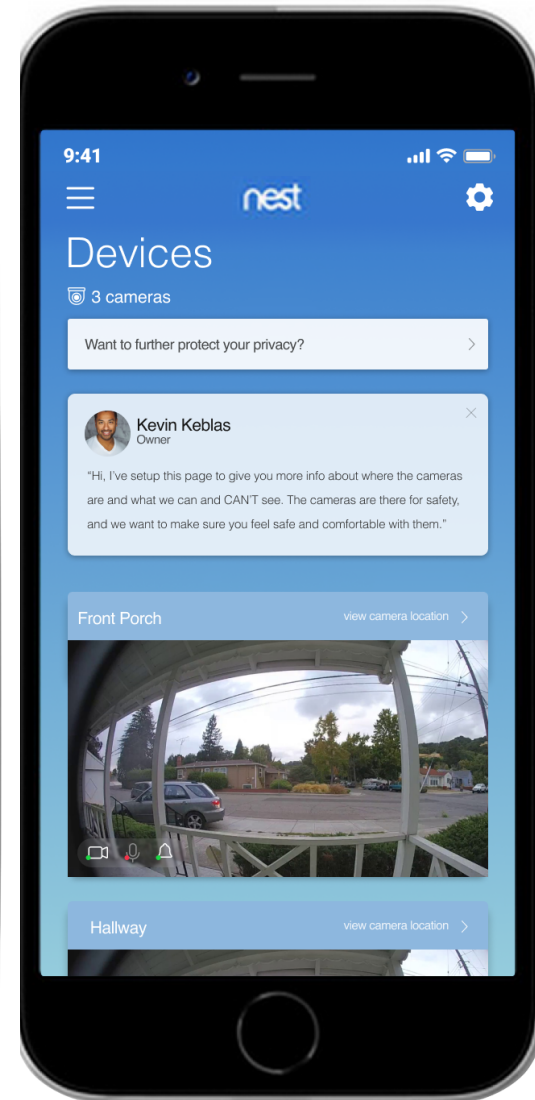 9:41
nest
Devices
3 cameras
Want to further protect your privacy?
Kevin Keblas
Owner
“Hi, I’ve setup this page to give you more info about where the cameras
are and what we can and CAN’T see. The cameras are there for safety,
and we want to make sure you feel safe and comfortable with them.”
Front Porch
view camera location
Hallway
view camera location